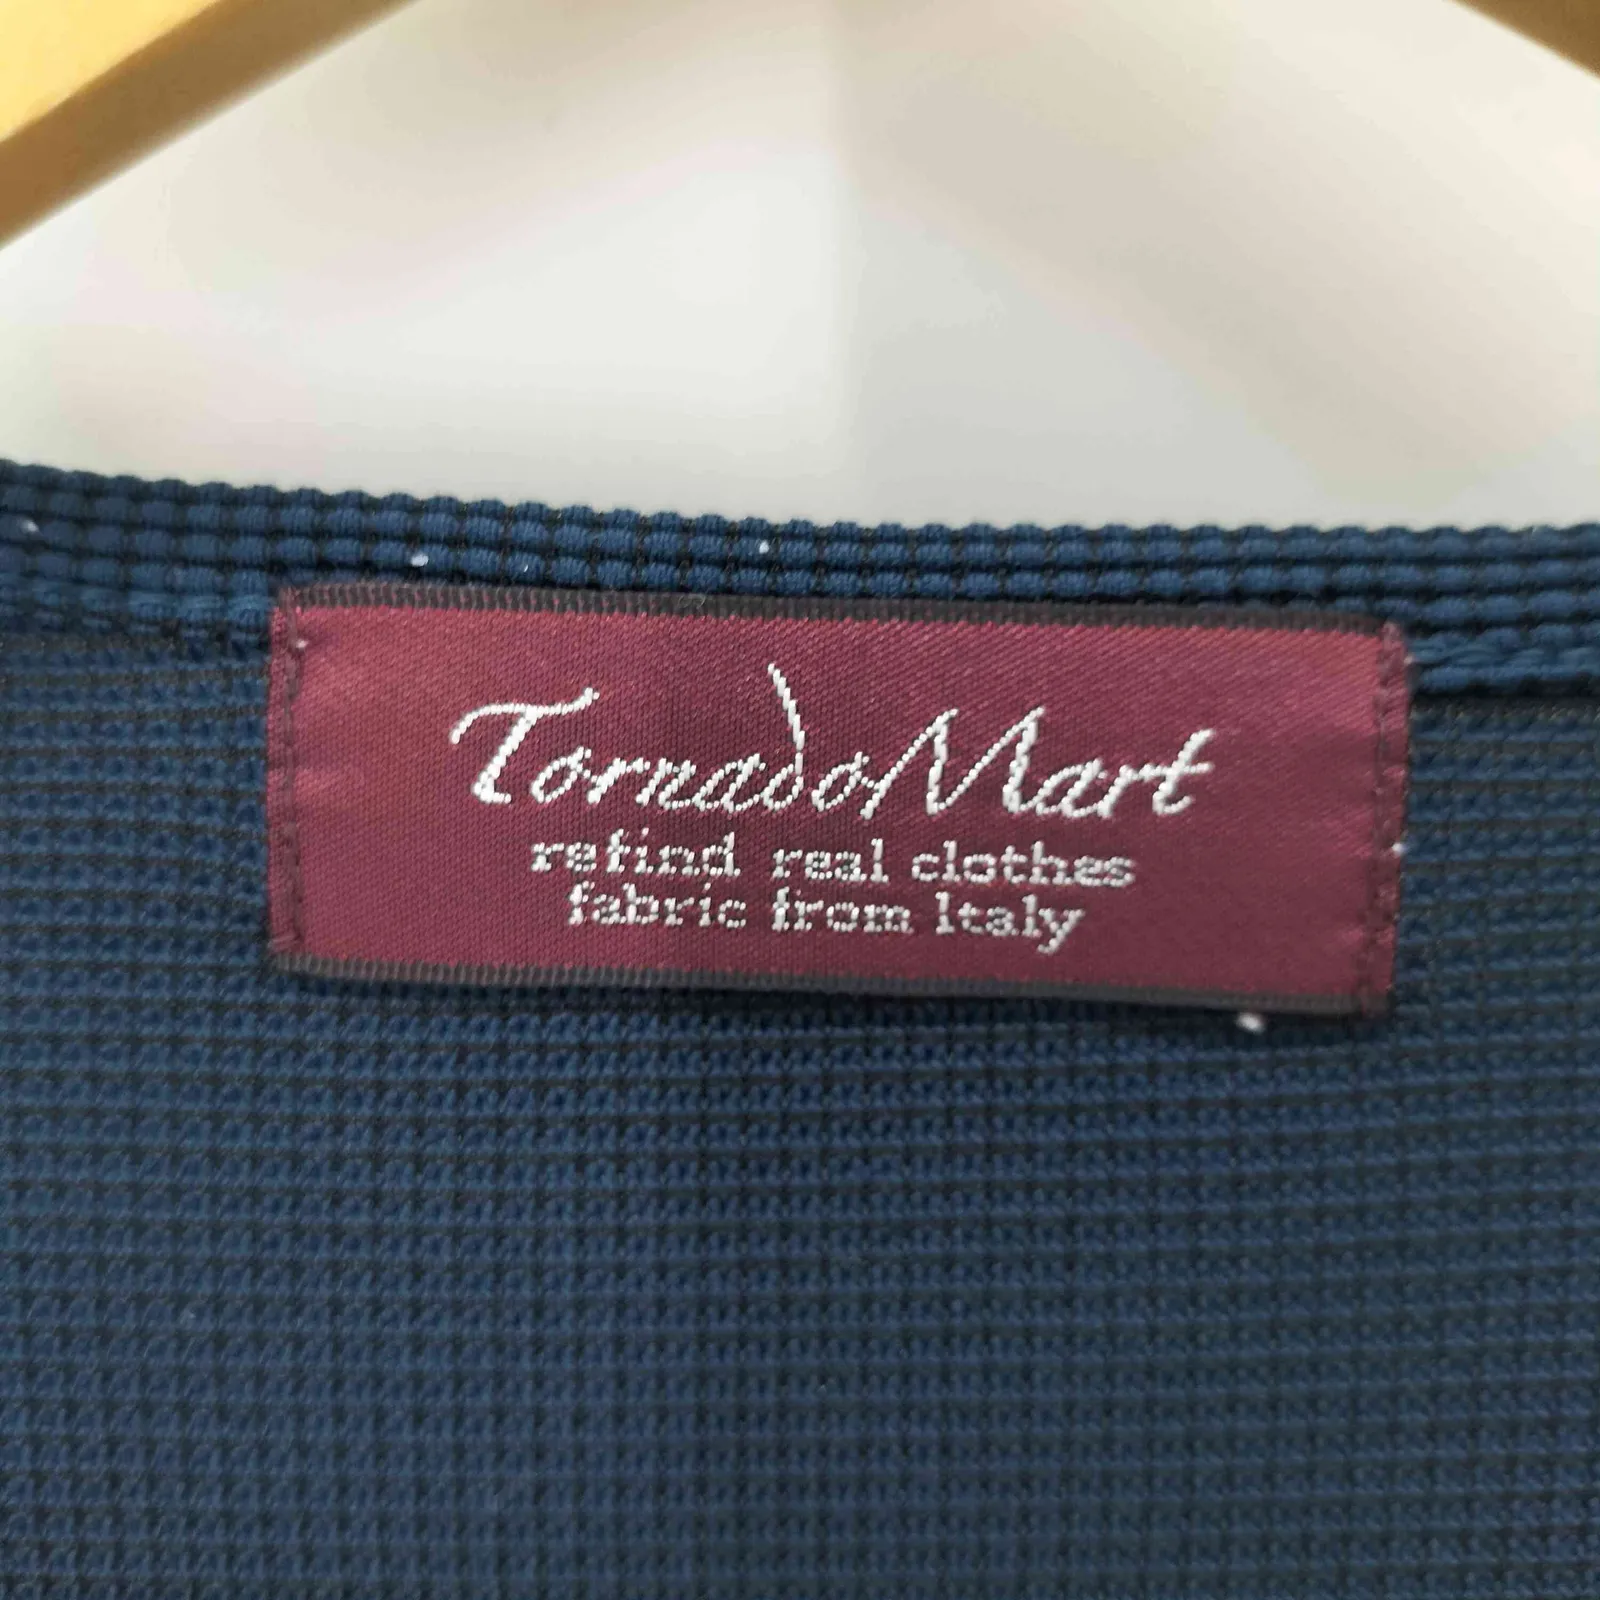 TornadoMart
refind real clothes
fabric from Italy